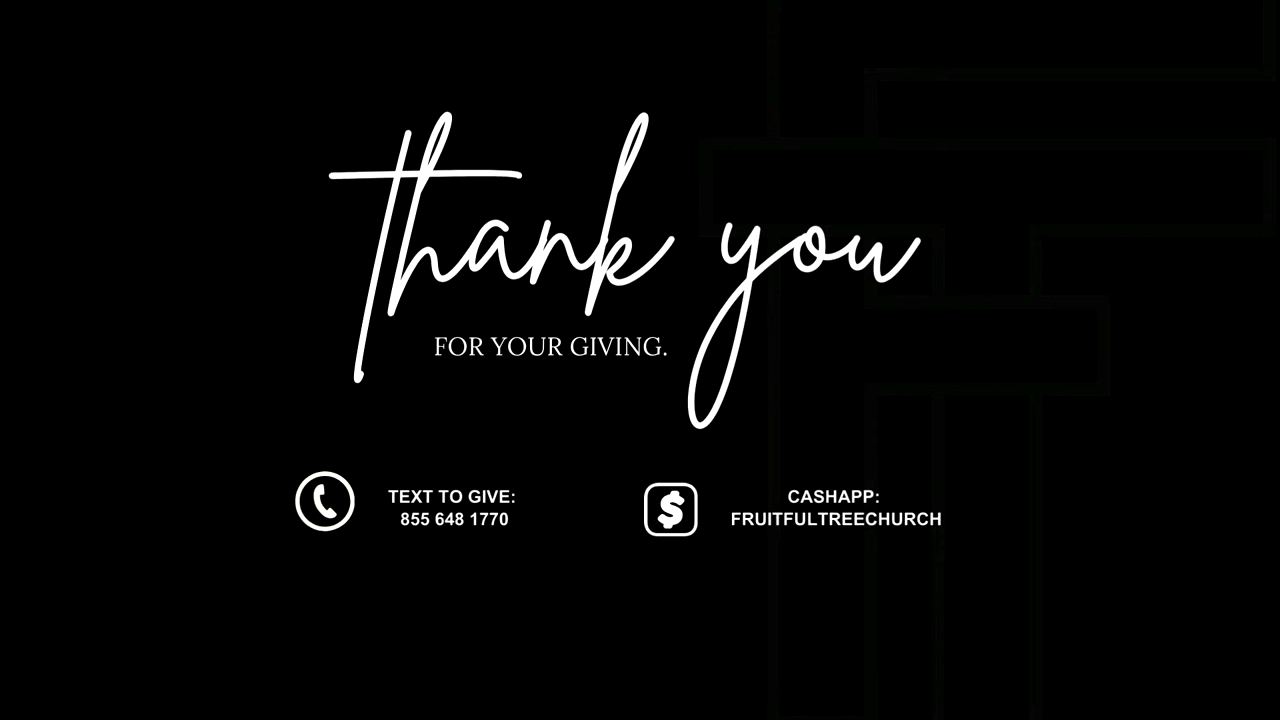 thank you
FOR YOUR GIVING.
TEXT TO GIVE:
855 648 1770
CASHAPP:
FRUITFULTREECHURCH